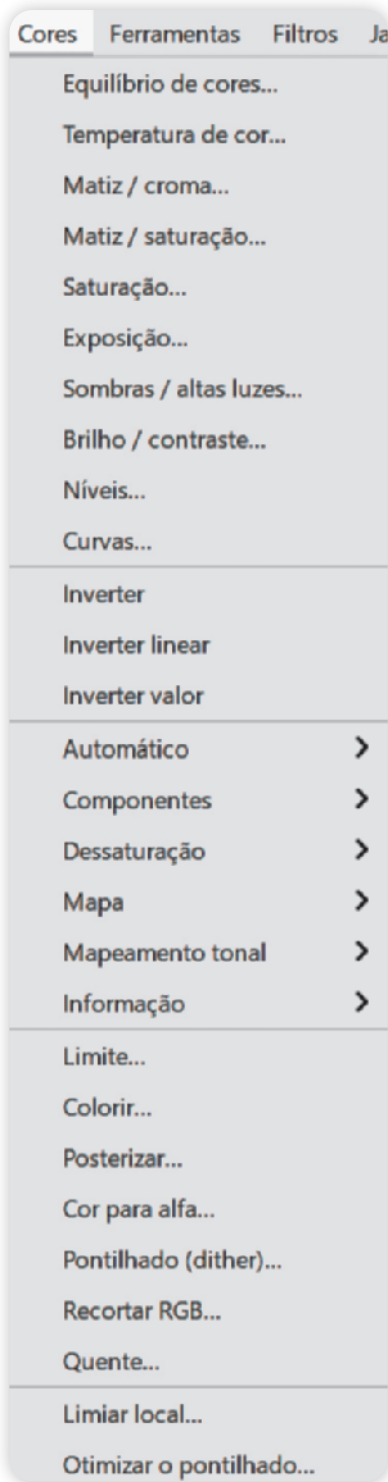 Cores Ferramentas Filtros Ja
Equilíbrio de cores...
Temperatura de cor...
Matiz / croma...
Matiz / saturação...
Saturação...
Exposição...
Sombras / altas luzes...
Brilho / contraste...
Níveis...
Curvas...
Inverter
Inverter linear
Inverter valor
Automático
Componentes
Dessaturação
Mapa
Mapeamento tonal
Informação
Limite...
Colorir...
Posterizar...
Cor para alfa...
Pontilhado (dither)...
Recortar RGB...
Quente...
Limiar local...
Otimizar o pontilhado...